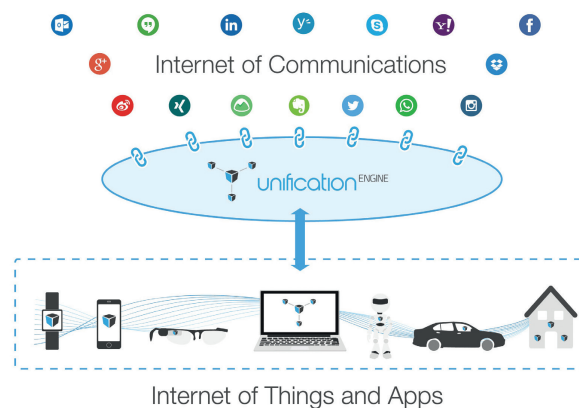 Internet of Communications
unification ENGINE
Internet of Things and Apps